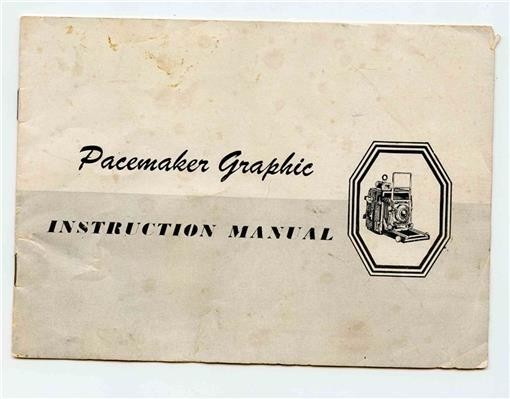 Pacemaker Graphic
INSTRUCTION MANUAL